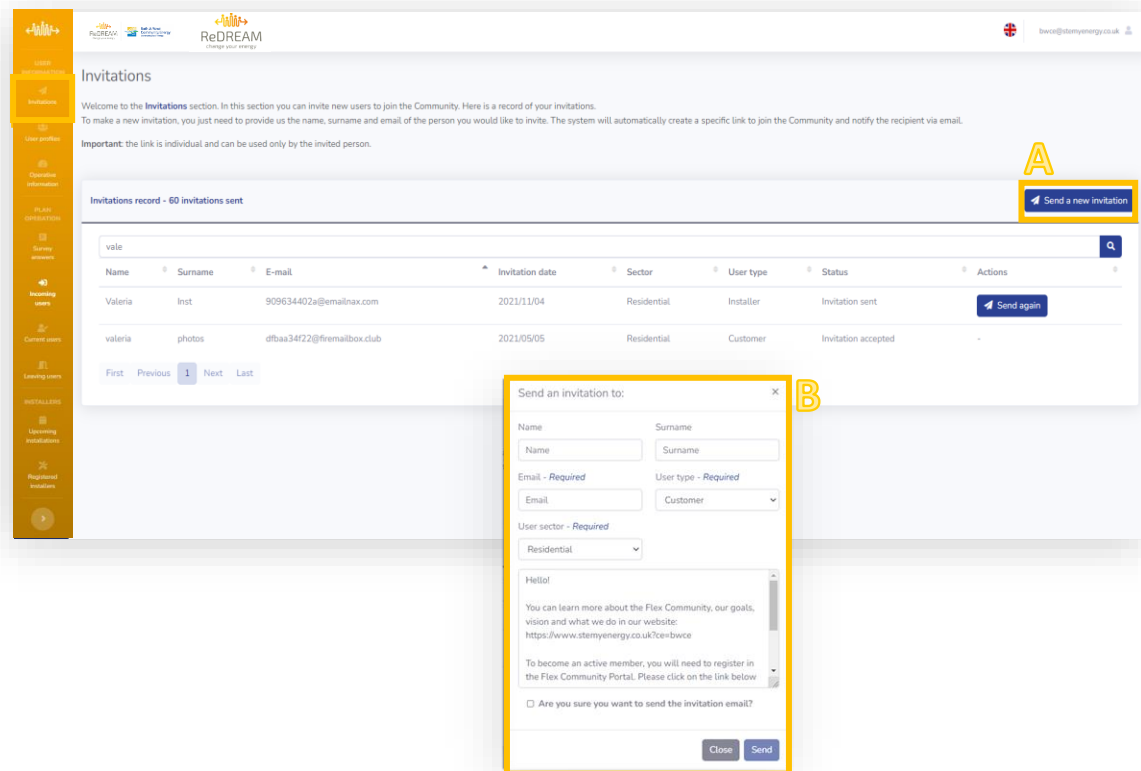 ReDREAM
ReDREAM
change your energy
bwce@stemyenergy.co.uk
USER
INFORMATION
Invitations
User profiles
Operative
information
PLAN
OPERATION
Survey
answers
Incoming
users
Current users
Leaving users
INSTALLERS
Upcoming
installations
Registered
installers
Invitations
Welcome to the Invitations section. In this section you can invite new users to join the Community. Here is a record of your invitations.
To make a new invitation, you just need to provide us the name, surname and email of the person you would like to invite. The system will automatically create a specific link to join the Community and notify the recipient via email.
Important: the link is individual and can be used only by the invited person.
A
Invitations record - 60 invitations sent
Send a new invitation
vale
Name Surname E-mail Invitation date Sector User type Status Actions
Valeria Inst 909634402a@emailnax.com 2021/11/04 Residential Installer Invitation sent Send again
valeria photos dfbaa34f22@firemailbox.club 2021/05/05 Residential Customer Invitation accepted -
First Previous 1 Next Last
B
Send an invitation to: ×
Name Surname
Name Surname
Email - Required User type - Required
Email Customer
User sector - Required
Residential
Hello!
You can learn more about the Flex Community, our goals,
vision and what we do in our website:
https://www.stemyenergy.co.uk?ce=bwce
To become an active member, you will need to register in
the Flex Community Portal. Please click on the link below
Are you sure you want to send the invitation email?
Close Send